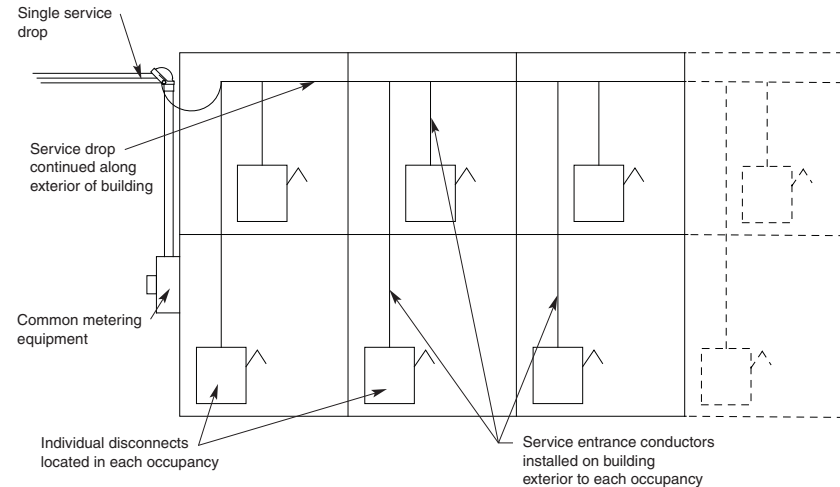 Single service
drop
Service drop
continued along
exterior of building
Common metering
equipment
Individual disconnects
located in each occupancy
Service entrance conductors
installed on building
exterior to each occupancy